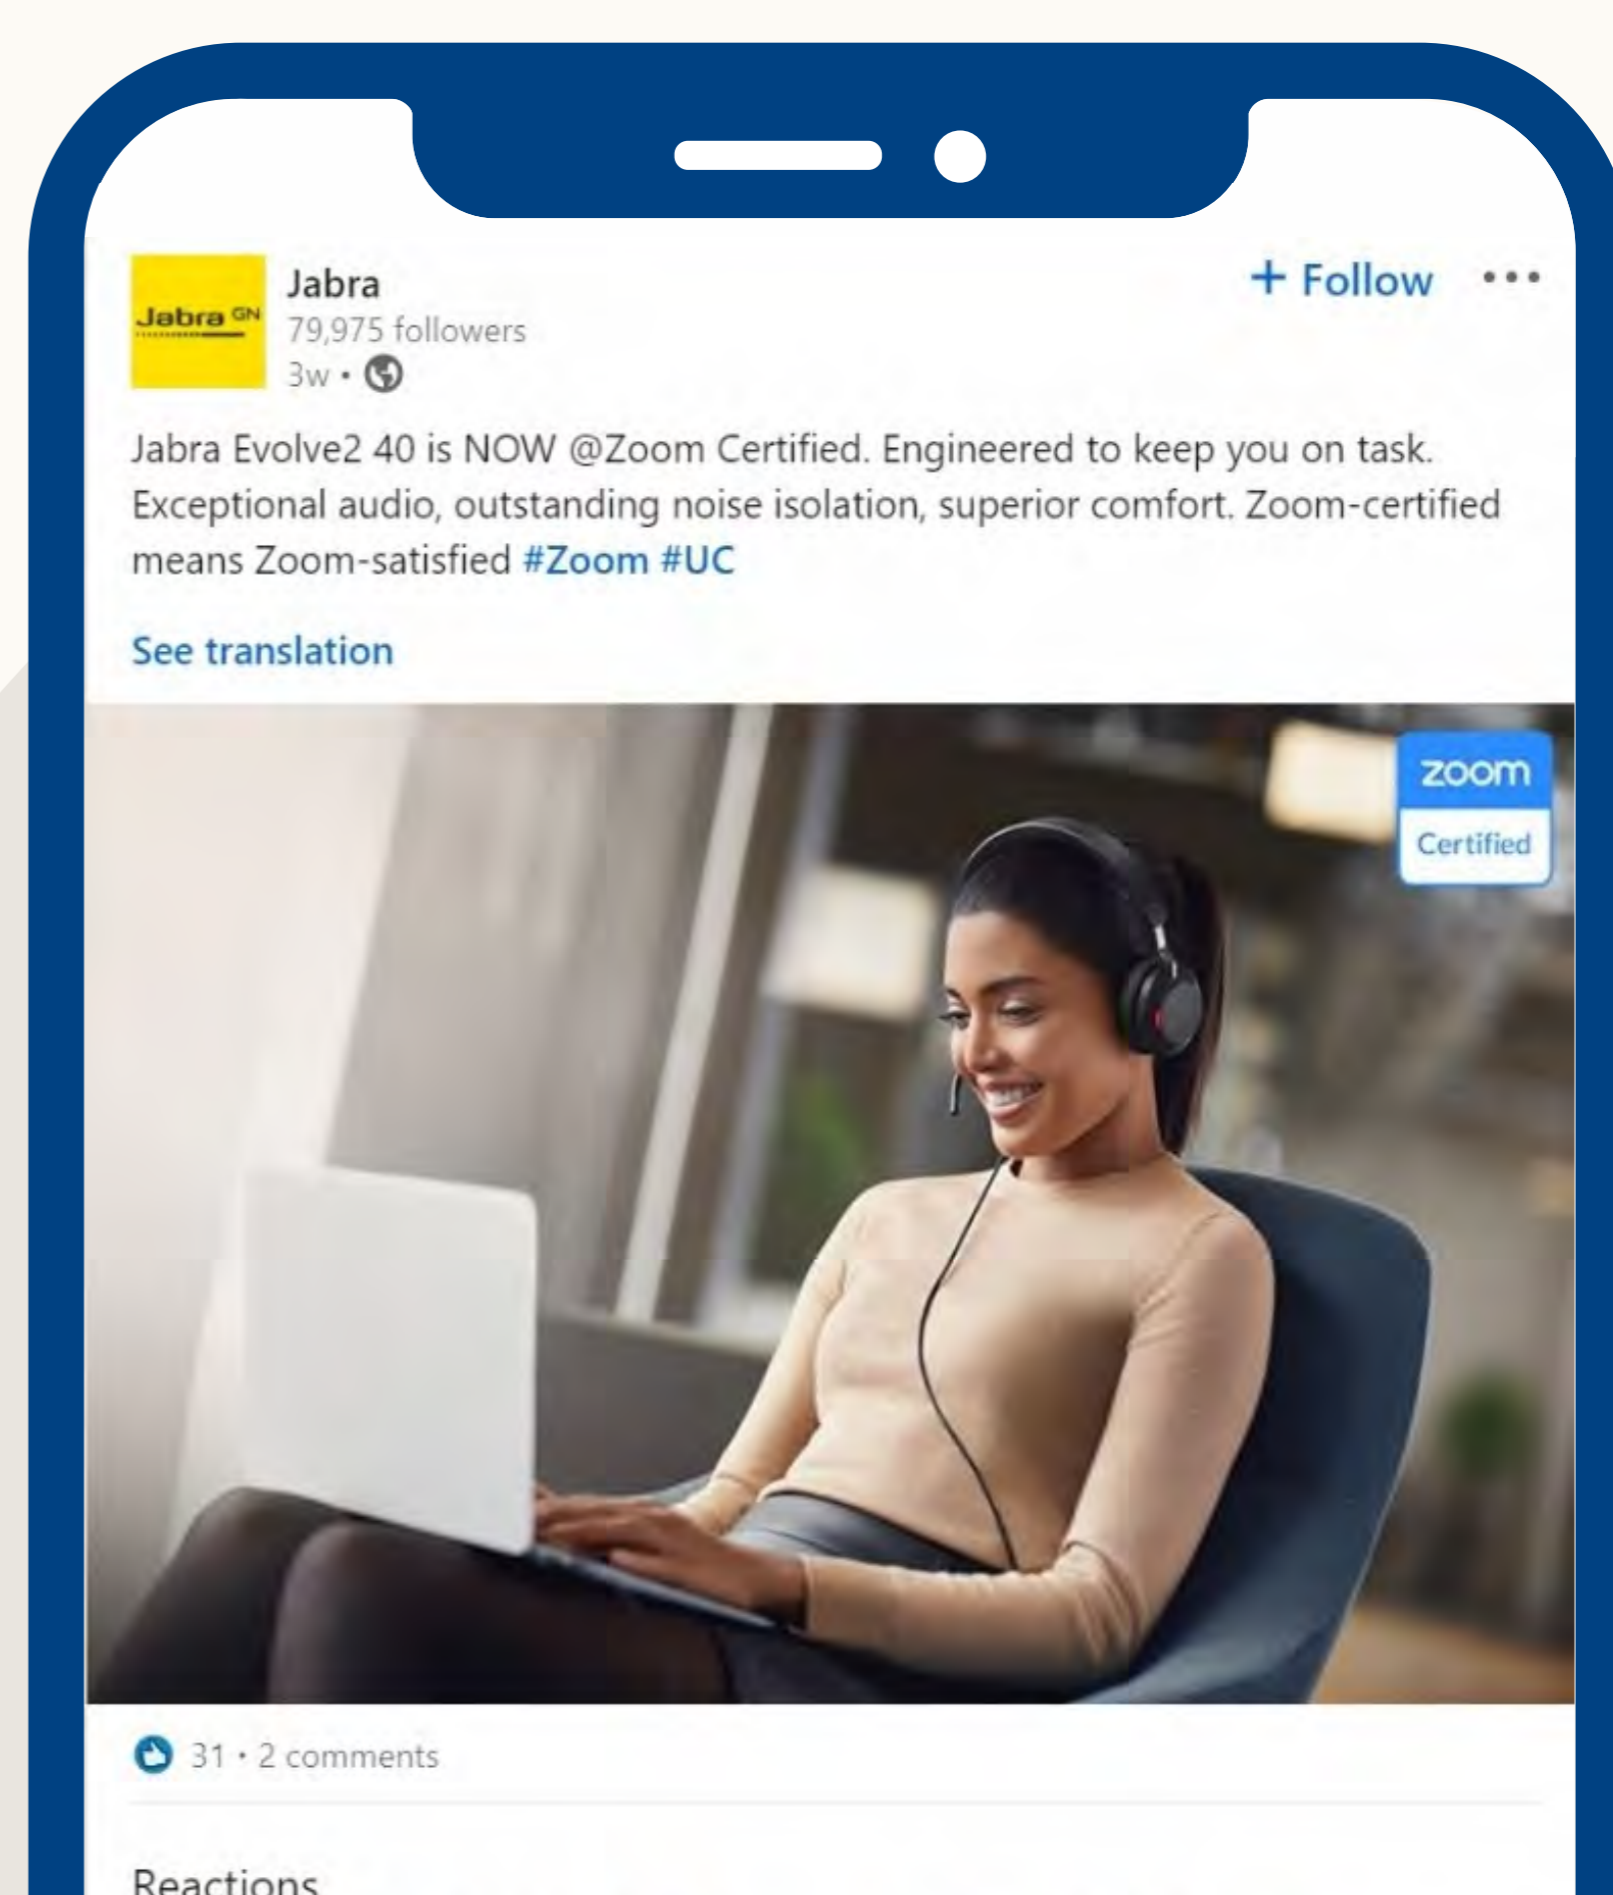 Jabra GN
Jabra
79,975 followers
3w •
+ Follow
Jabra Evolve2 40 is NOW @Zoom Certified. Engineered to keep you on task.
Exceptional audio, outstanding noise isolation, superior comfort. Zoom-certified
means Zoom-satisfied #Zoom #UC
See translation
zoom
Certified
31 • 2 comments
Reactions